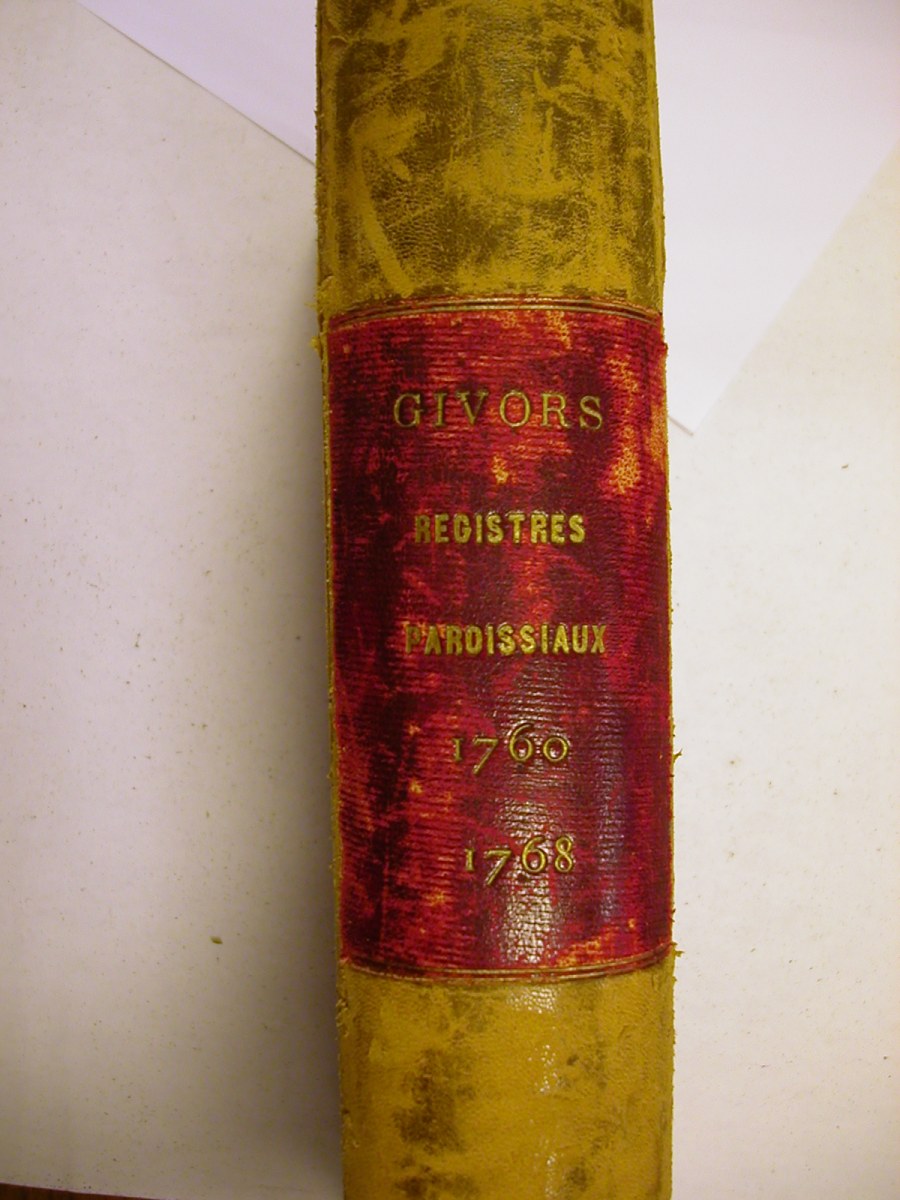 GIVORS
REGISTRES
PAROISSIAUX
1760
1768